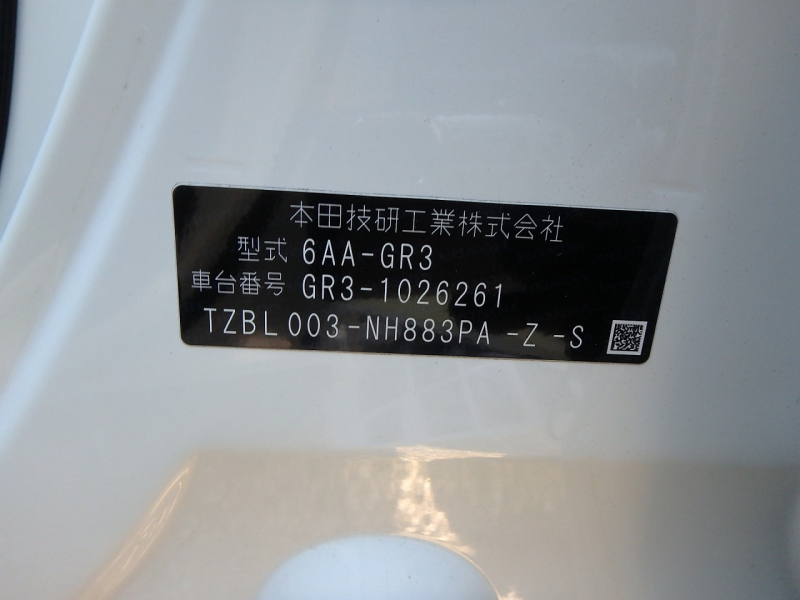 本田技研工業株式会社
型式 6AA-GR3
車台番号 GR3-1026261
TZBL003-NH883PA -Z -S